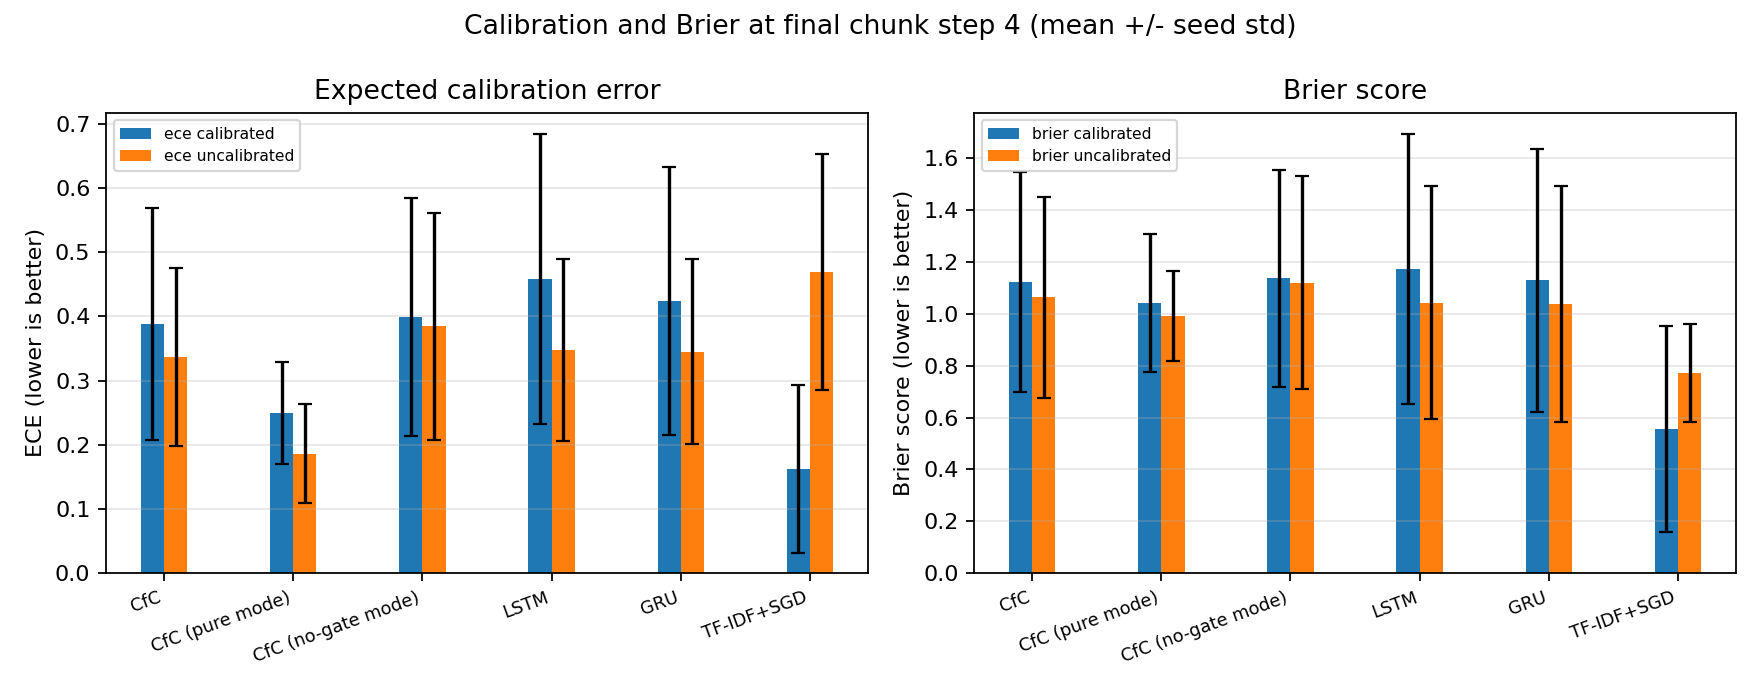 Calibration and Brier at final chunk step 4 (mean +/- seed std)
Expected calibration error
ece calibrated
ece uncalibrated
ECE (lower is better)
0.7
0.6
0.5
0.4
0.3
0.2
0.1
0.0
CfC
CfC (pure mode)
CfC (no-gate mode)
LSTM
GRU
TF-IDF+SGD
Brier score
brier calibrated
brier uncalibrated
Brier score (lower is better)
1.6
1.4
1.2
1.0
0.8
0.6
0.4
0.2
0.0
CfC
CfC (pure mode)
CfC (no-gate mode)
LSTM
GRU
TF-IDF+SGD